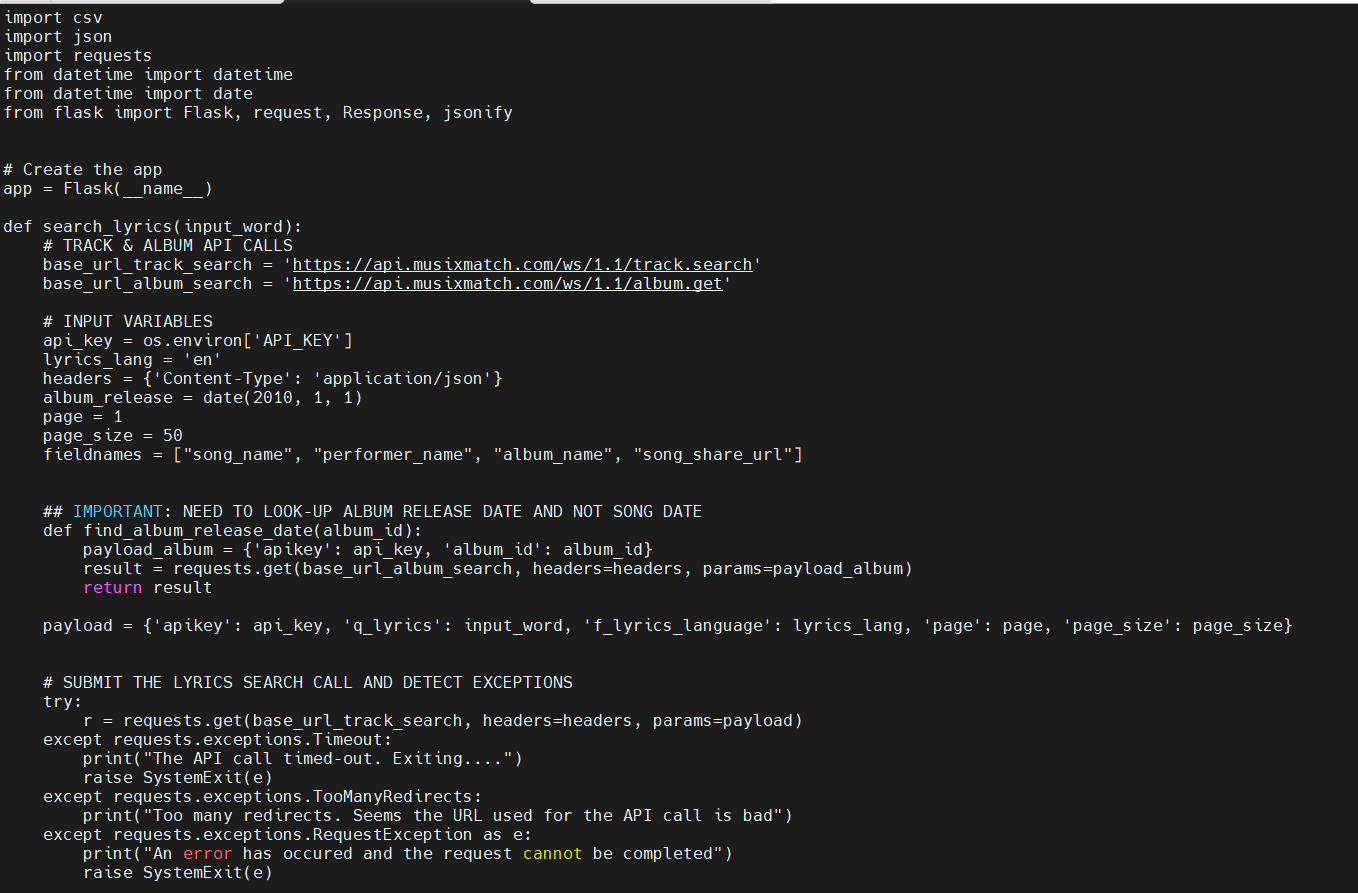 import csv
import json
import requests
from datetime import datetime
from datetime import date
from flask import Flask, request, Response, jsonify
# Create the app
app = Flask(__name__)
def search_lyrics(input_word):
    # TRACK & ALBUM API CALLS
    base_url_track_search = 'https://api.musixmatch.com/ws/1.1/track.search'
    base_url_album_search = 'https://api.musixmatch.com/ws/1.1/album.get'
    # INPUT VARIABLES
    api_key = os.environ['API_KEY']
    lyrics_lang = 'en'
    headers = {'Content-Type': 'application/json'}
    album_release = date(2010, 1, 1)
    page = 1
    page_size = 50
    fieldnames = ["song_name", "performer_name", "album_name", "song_share_url"]
    ## IMPORTANT: NEED TO LOOK-UP ALBUM RELEASE DATE AND NOT SONG DATE
    def find_album_release_date(album_id):
        payload_album = {'apikey': api_key, 'album_id': album_id}
        result = requests.get(base_url_album_search, headers=headers, params=payload_album)
        return result
    payload = {'apikey': api_key, 'q_lyrics': input_word, 'f_lyrics_language': lyrics_lang, 'page': page, 'page_size': page_size}
    # SUBMIT THE LYRICS SEARCH CALL AND DETECT EXCEPTIONS
    try:
        r = requests.get(base_url_track_search, headers=headers, params=payload)
    except requests.exceptions.Timeout:
        print("The API call timed-out. Exiting....")
        raise SystemExit(e)
    except requests.exceptions.TooManyRedirects:
        print("Too many redirects. Seems the URL used for the API call is bad")
    except requests.exceptions.RequestException as e:
        print("An error has occured and the request cannot be completed")
        raise SystemExit(e)